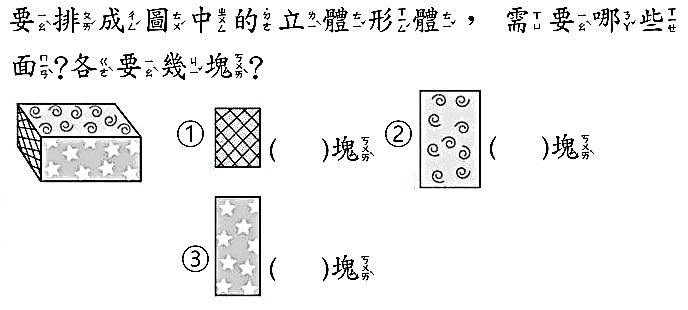 要排成圖中的立體形體，需要哪些
面？各要幾塊？
① ( )塊 ② ( )塊
③ ( )塊